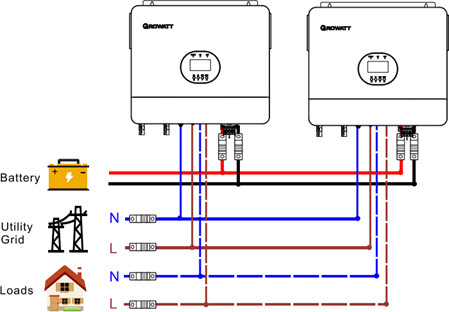 GROWATT
GROWATT
Battery
Utility
Grid
N
L
Loads
N
L